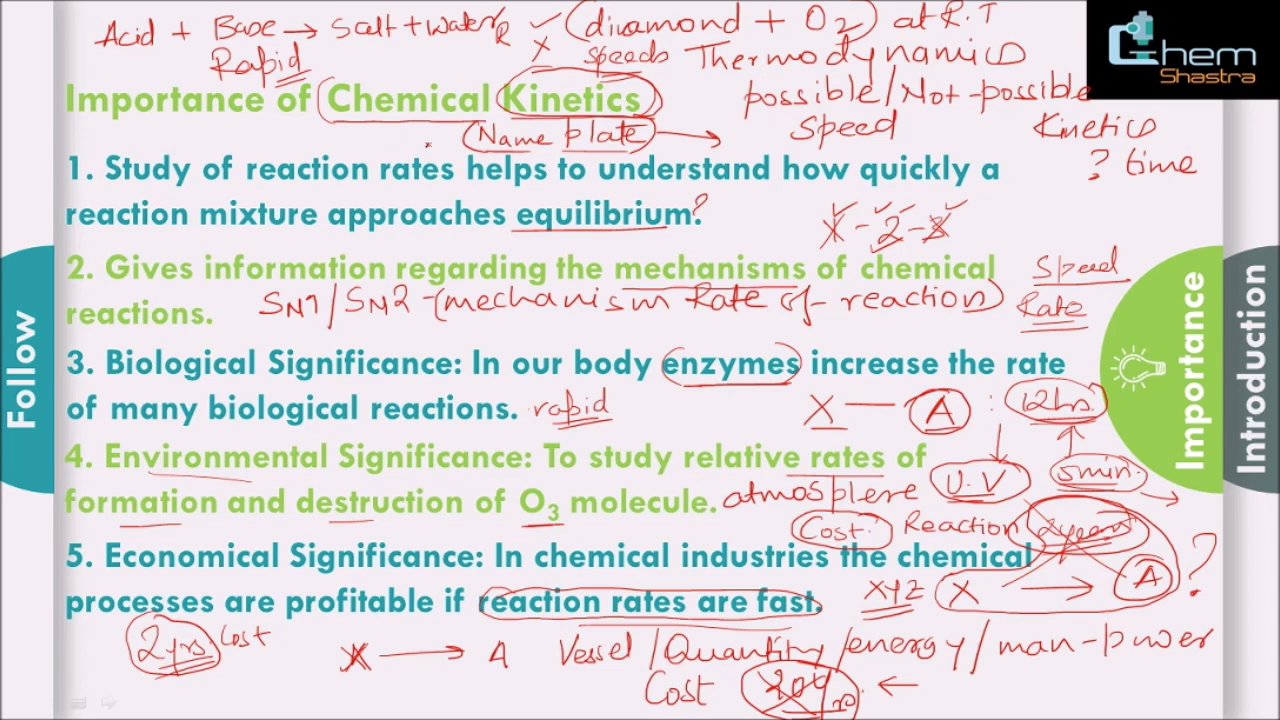 Acid + Base → Salt + water
Rapid
R ✓ (diamond + O2) at R.T
X speeds Thermodynamics
Chem
Shastra
Importance of Chemical Kinetics
possible/Not-possible
Name plate →
Speed
Kinetics
? time
1. Study of reaction rates helps to understand how quickly a
reaction mixture approaches equilibrium.
?
1 - 2 - 3
2. Gives information regarding the mechanisms of chemical
reactions.
SN1/SN2 - (mechanism Rate of reaction)
Speed
Rate
3. Biological Significance: In our body enzymes increase the rate
of many biological reactions.
rapid
X — A : 12hrs.
4. Environmental Significance: To study relative rates of
formation and destruction of O3 molecule.
atmosphere
U.V
5min.
Cost. Reaction 2years
5. Economical Significance: In chemical industries the chemical
processes are profitable if reaction rates are fast.
XYZ X → A ?
2yrs Cost
X → A Vessel/Quantity/energy/man-power
Cost ←
Follow
Importance
Introduction